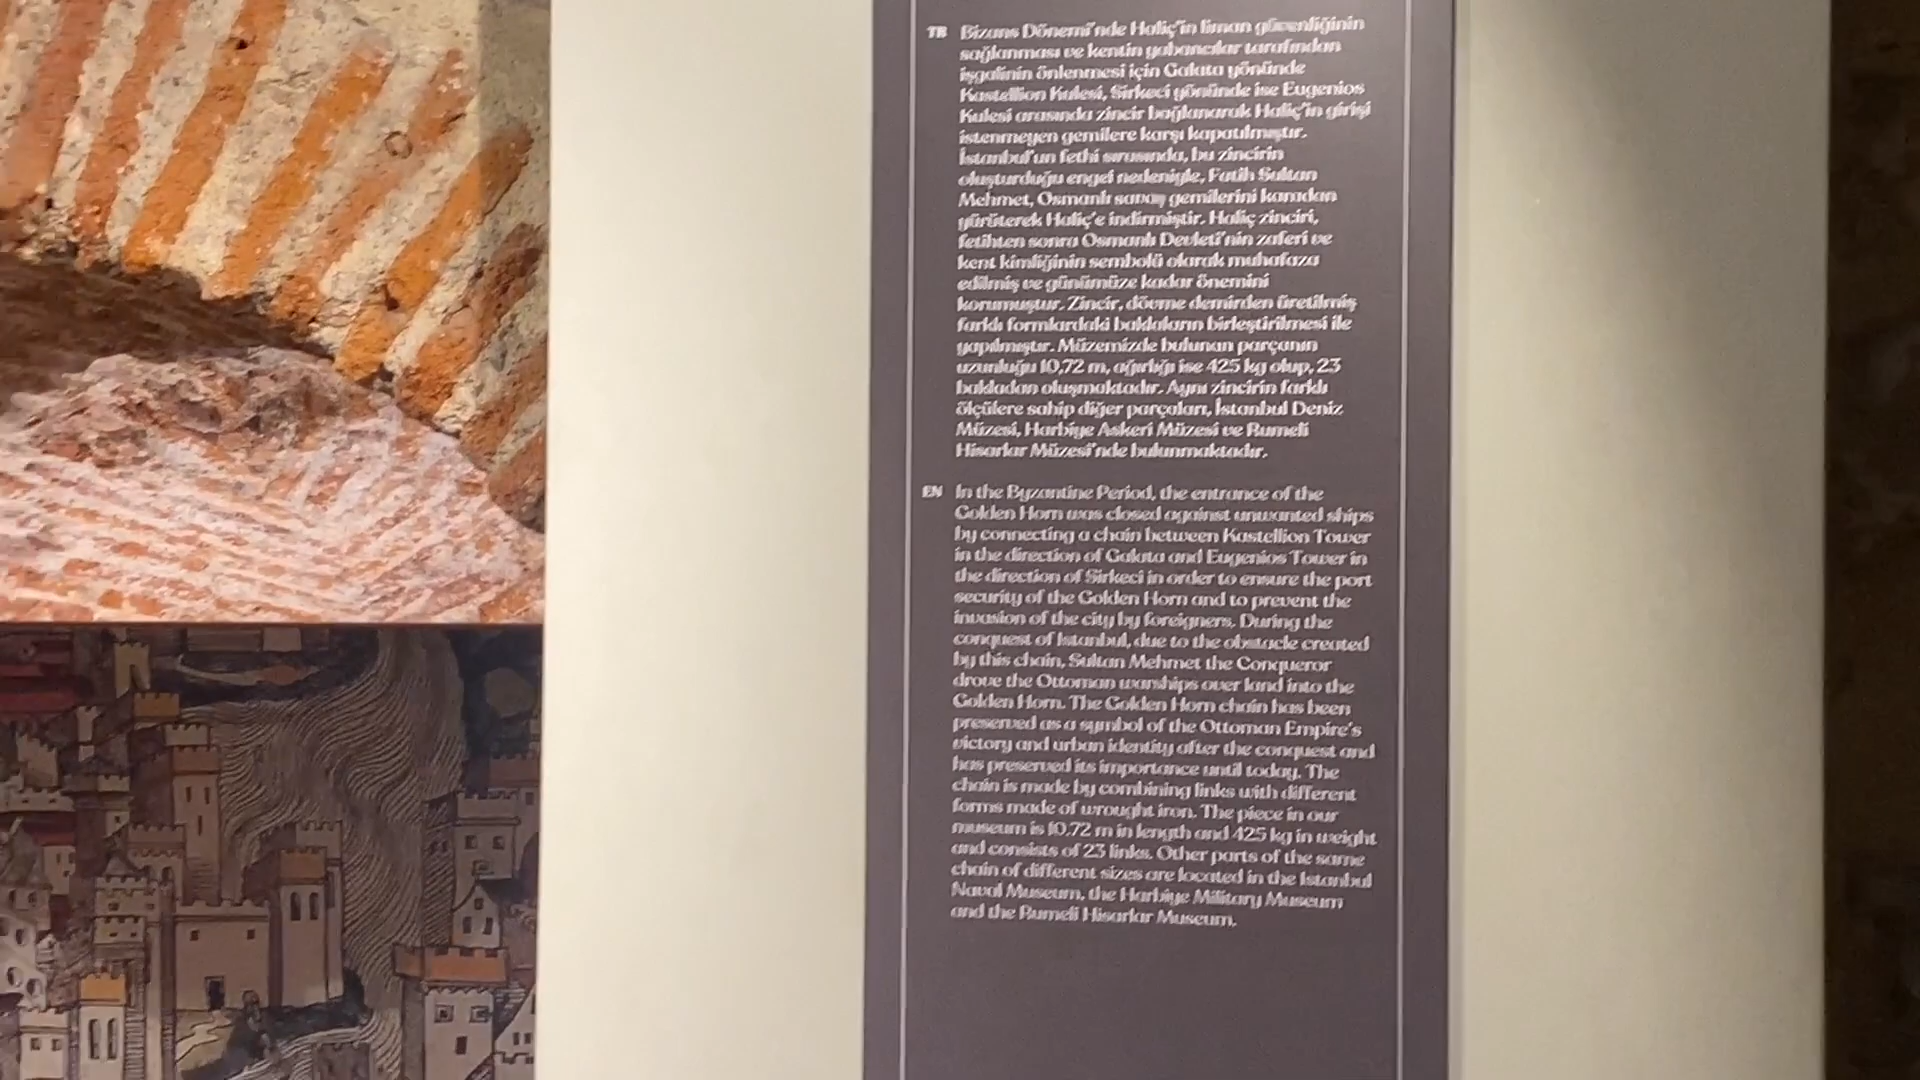 TR Bizans Dönemi'nde Haliç'in liman güvenliğinin
sağlanması ve kentin yabancılar tarafından
işgalinin önlenmesi için Galata yönünde
Kastellion Kulesi, Sirkeci yönünde ise Eugenios
Kulesi arasında zincir bağlanarak Haliç'in girişi
istenmeyen gemilere karşı kapatılmıştır.
İstanbul'un fethi sırasında, bu zincirin
oluşturduğu engel nedeniyle, Fatih Sultan
Mehmet, Osmanlı savaş gemilerini karadan
yürüterek Haliç'e indirmiştir. Haliç zinciri,
fetihten sonra Osmanlı Devleti'nin zaferi ve
kent kimliğinin sembolü olarak muhafaza
edilmiş ve günümüze kadar önemini
korumuştur. Zincir, dövme demirden üretilmiş
farklı formlardaki baklaların birleştirilmesi ile
yapılmıştır. Müzemizde bulunan parçanın
uzunluğu 10,72 m, ağırlığı ise 425 kg olup, 23
bakladan oluşmaktadır. Aynı zincirin farklı
ölçülere sahip diğer parçaları, İstanbul Deniz
Müzesi, Harbiye Askeri Müzesi ve Rumeli
Hisarlar Müzesi'nde bulunmaktadır.
EN In the Byzantine Period, the entrance of the
Golden Horn was closed against unwanted ships
by connecting a chain between Kastellion Tower
in the direction of Galata and Eugenios Tower in
the direction of Sirkeci in order to ensure the port
security of the Golden Horn and to prevent the
invasion of the city by foreigners. During the
conquest of Istanbul, due to the obstacle created
by this chain, Sultan Mehmet the Conqueror
drove the Ottoman warships over land into the
Golden Horn. The Golden Horn chain has been
preserved as a symbol of the Ottoman Empire's
victory and urban identity after the conquest and
has preserved its importance until today. The
chain is made by combining links with different
forms made of wrought iron. The piece in our
museum is 10.72 m in length and 425 kg in weight
and consists of 23 links. Other parts of the same
chain of different sizes are located in the Istanbul
Naval Museum, the Harbiye Military Museum
and the Rumeli Hisarlar Museum.